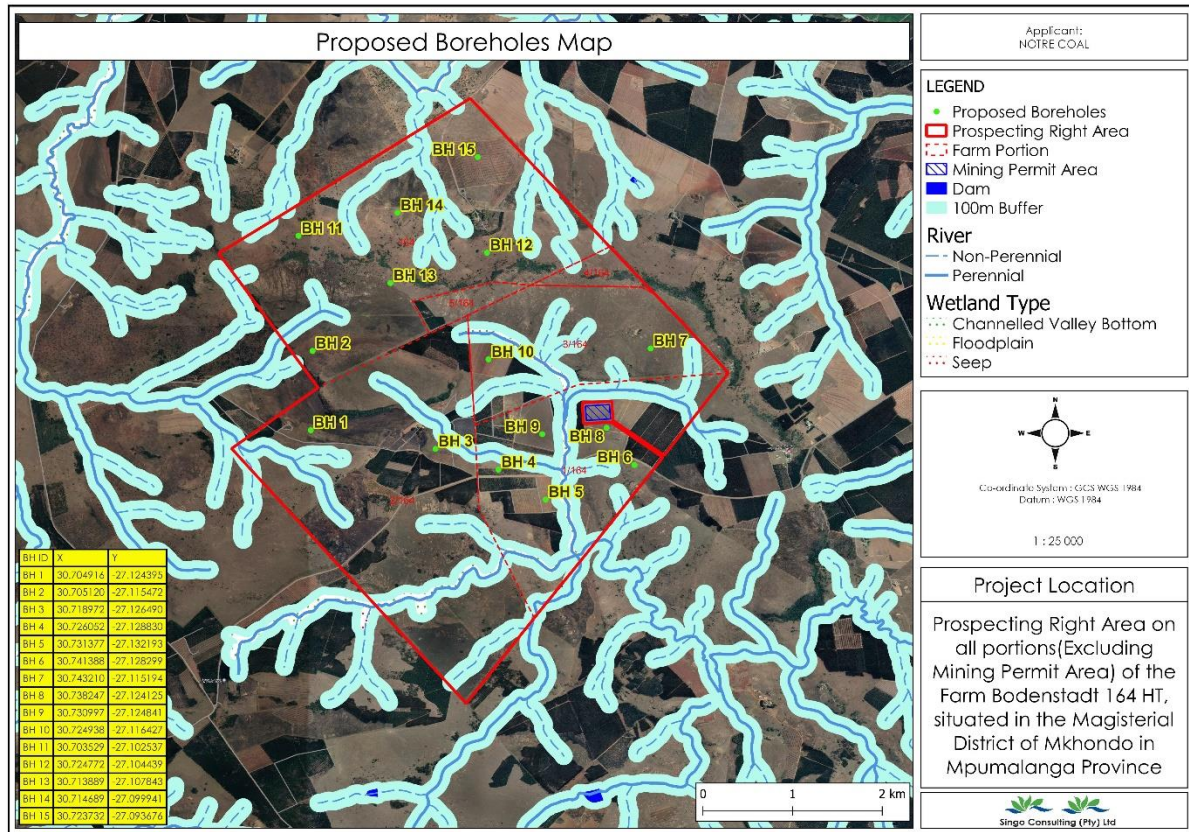 Proposed Boreholes Map
BH 15
BH 14
BH 11
BH 12
BH 13
5/164
BH 2
BH 10
3/164
BH 7
BH 1
BH 3
BH 9
BH 8
BH 4
BH 6
1/164
BH 5
BH ID X Y
BH 1 30.704916 -27.124395
BH 2 30.705120 -27.115472
BH 3 30.718972 -27.126490
BH 4 30.726052 -27.128830
BH 5 30.731377 -27.132193
BH 6 30.741388 -27.128299
BH 7 30.743210 -27.115194
BH 8 30.738247 -27.124125
BH 9 30.730997 -27.124841
BH 10 30.724938 -27.116427
BH 11 30.703529 -27.102537
BH 12 30.724772 -27.104439
BH 13 30.713889 -27.107843
BH 14 30.714689 -27.099941
BH 15 30.723732 -27.093676
0 1 2 km
Applicant:
NOTRE COAL
LEGEND
Proposed Boreholes
Prospecting Right Area
Farm Portion
Mining Permit Area
Dam
100m Buffer
River
Non-Perennial
Perennial
Wetland Type
Channelled Valley Bottom
Floodplain
Seep
N
W E
S
Co-ordinate System : GCS WGS 1984
Datum : WGS 1984
1 : 25 000
Project Location
Prospecting Right Area on
all portions(Excluding
Mining Permit Area) of the
Farm Bodenstadt 164 HT,
situated in the Magisterial
District of Mkhondo in
Mpumalanga Province
Singo Consulting (Pty) Ltd